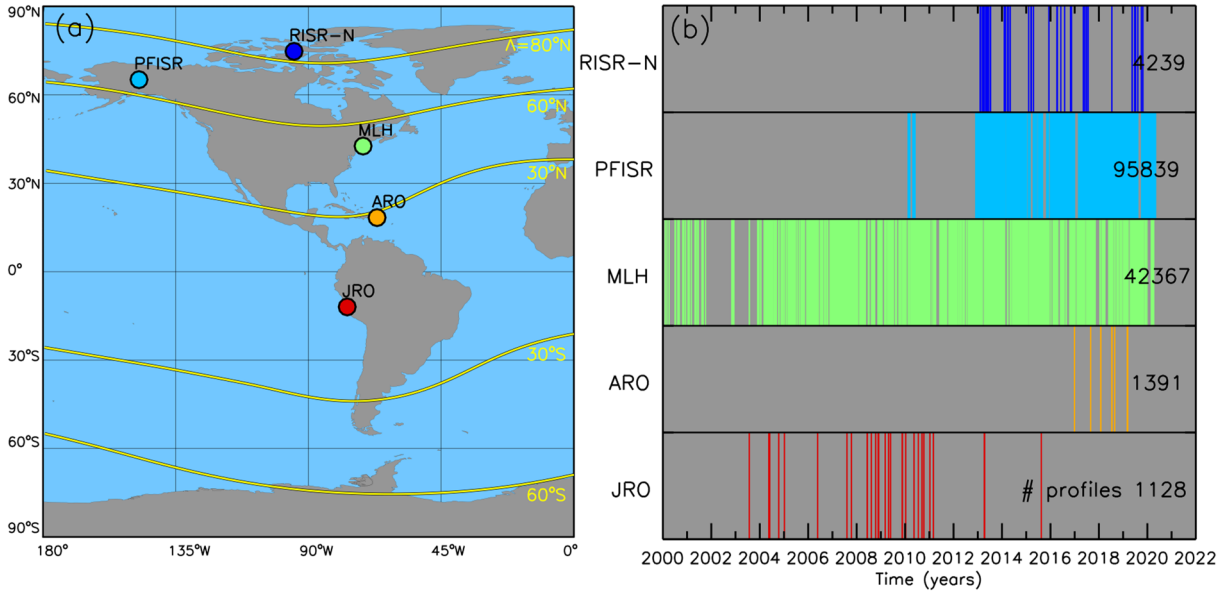 (a)
90°N
60°N
30°N
0°
30°S
60°S
90°S
180°
135°W
90°W
45°W
0°
RISR-N
Λ=80°N
PFISR
60°N
MLH
30°N
ARO
JRO
30°S
60°S
(b)
RISR-N
4239
PFISR
95839
MLH
42367
ARO
1391
JRO
# profiles 1128
2000 2002 2004 2006 2008 2010 2012 2014 2016 2018 2020 2022
Time (years)